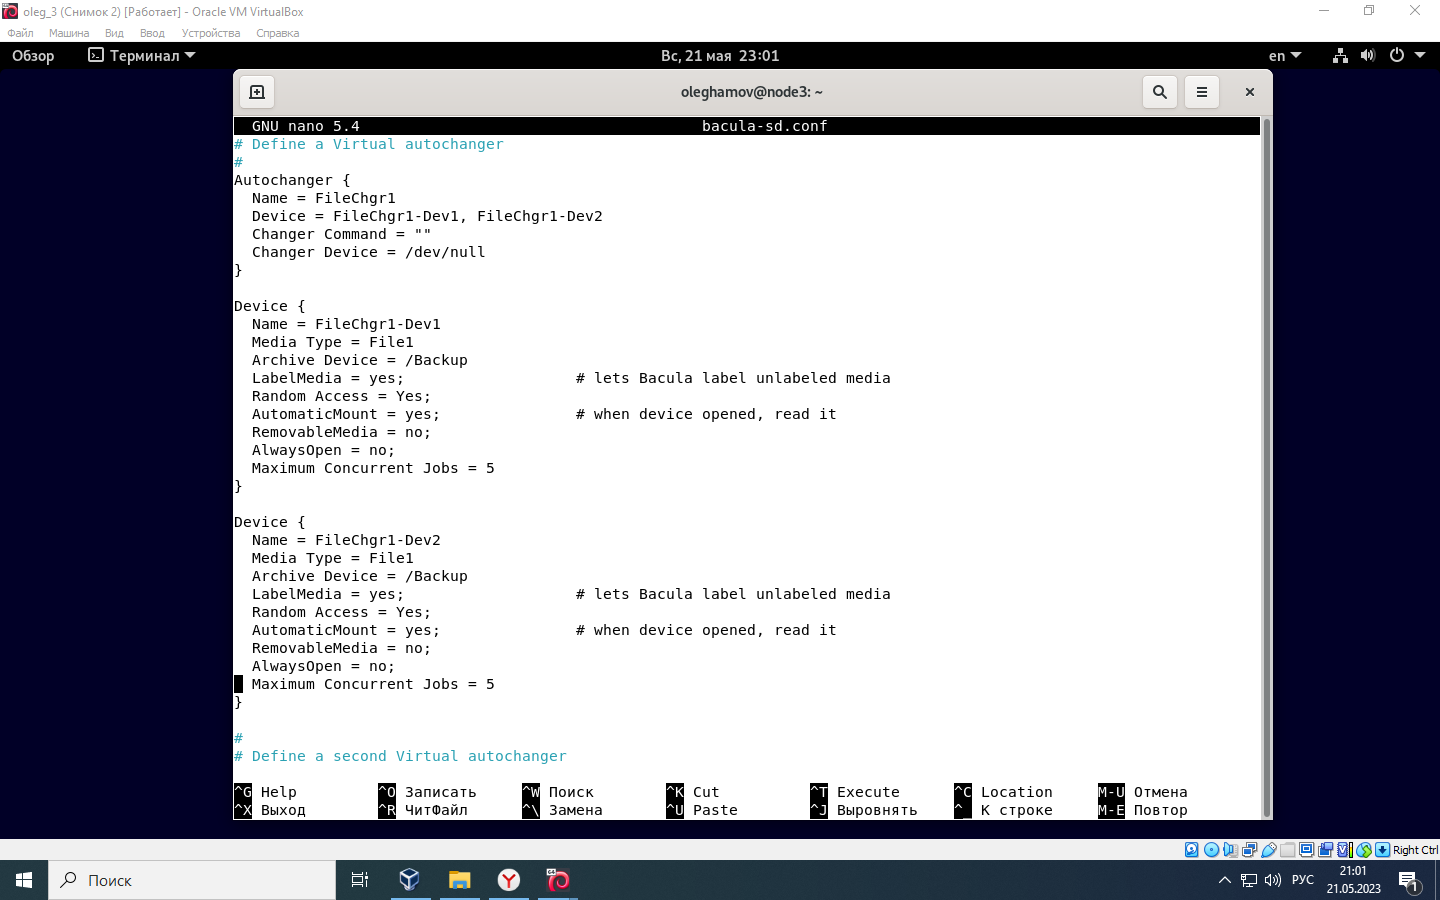 oleg_3 (Снимок 2) [Работает] - Oracle VM VirtualBox
Файл Машина Вид Ввод Устройства Справка
Обзор Терминал Вс, 21 мая 23:01 en
oleghamov@node3: ~
GNU nano 5.4 bacula-sd.conf
# Define a Virtual autochanger
#
Autochanger {
Name = FileChgr1
Device = FileChgr1-Dev1, FileChgr1-Dev2
Changer Command = ""
Changer Device = /dev/null
}
Device {
Name = FileChgr1-Dev1
Media Type = File1
Archive Device = /Backup
LabelMedia = yes; # lets Bacula label unlabeled media
Random Access = Yes;
AutomaticMount = yes; # when device opened, read it
RemovableMedia = no;
AlwaysOpen = no;
Maximum Concurrent Jobs = 5
}
Device {
Name = FileChgr1-Dev2
Media Type = File1
Archive Device = /Backup
LabelMedia = yes; # lets Bacula label unlabeled media
Random Access = Yes;
AutomaticMount = yes; # when device opened, read it
RemovableMedia = no;
AlwaysOpen = no;
Maximum Concurrent Jobs = 5
}
#
# Define a second Virtual autochanger
^G Help ^O Записать ^W Поиск ^K Cut ^T Execute ^C Location M-U Отмена
^X Выход ^R ЧитФайл ^\ Замена ^U Paste ^J Выровнять ^_ К строке M-E Повтор
Right Ctrl
Поиск РУС 21:01
21.05.2023
1